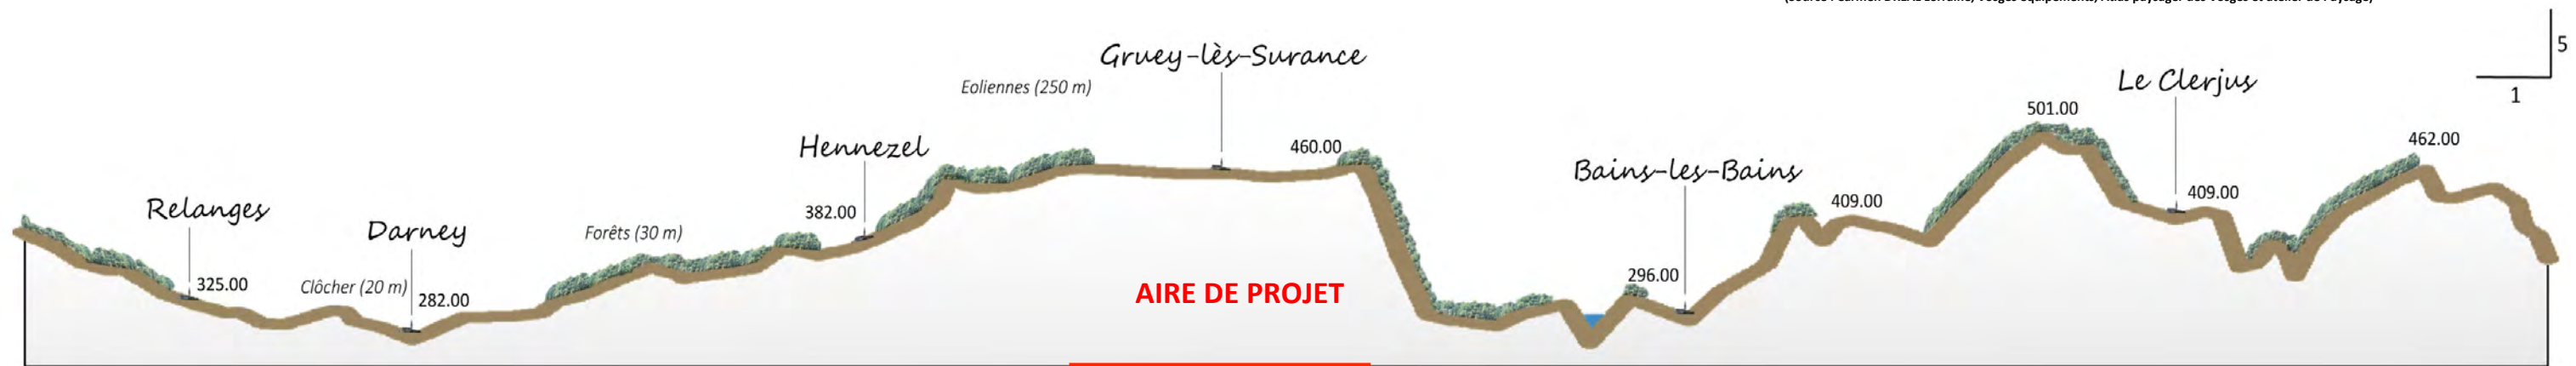 Gruey-lès-Surance
5
Eoliennes (250 m)
Le Clerjus
1
501.00
Hennezel
460.00
462.00
Bains-les-Bains
Relanges
382.00
409.00
409.00
Darney
Forêts (30 m)
325.00
Clôcher (20 m)
282.00
296.00
AIRE DE PROJET